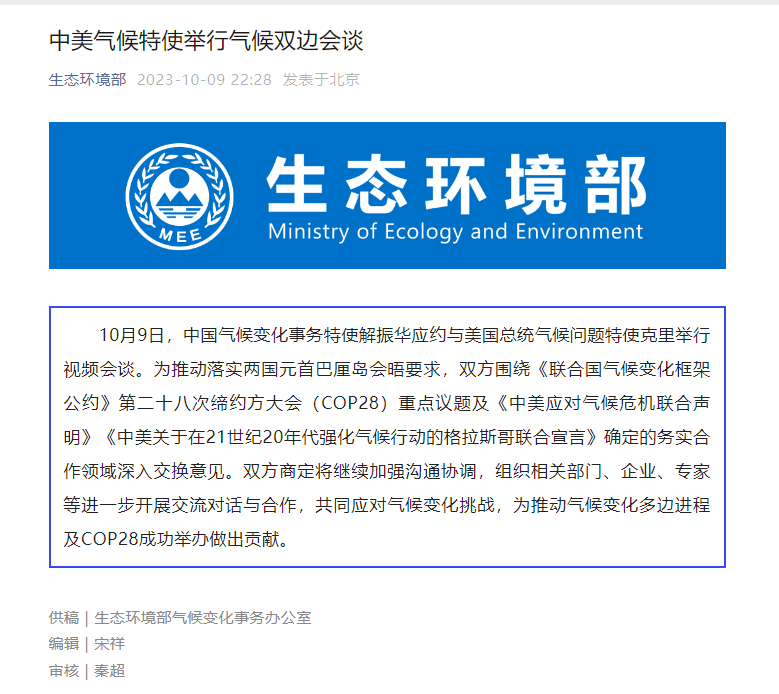 中美气候特使举行气候双边会谈
生态环境部 2023-10-09 22:28 发表于北京
生态环境部
Ministry of Ecology and Environment
MEE
10月9日，中国气候变化事务特使解振华应约与美国总统气候问题特使克里举行
视频会谈。为推动落实两国元首巴厘岛会晤要求，双方围绕《联合国气候变化框架
公约》第二十八次缔约方大会（COP28）重点议题及《中美应对气候危机联合声
明》《中美关于在21世纪20年代强化气候行动的格拉斯哥联合宣言》确定的务实合
作领域深入交换意见。双方商定将继续加强沟通协调，组织相关部门、企业、专家
等进一步开展交流对话与合作，共同应对气候变化挑战，为推动气候变化多边进程
及COP28成功举办做出贡献。
供稿 | 生态环境部气候变化事务办公室
编辑 | 宋祥
审核 | 秦超